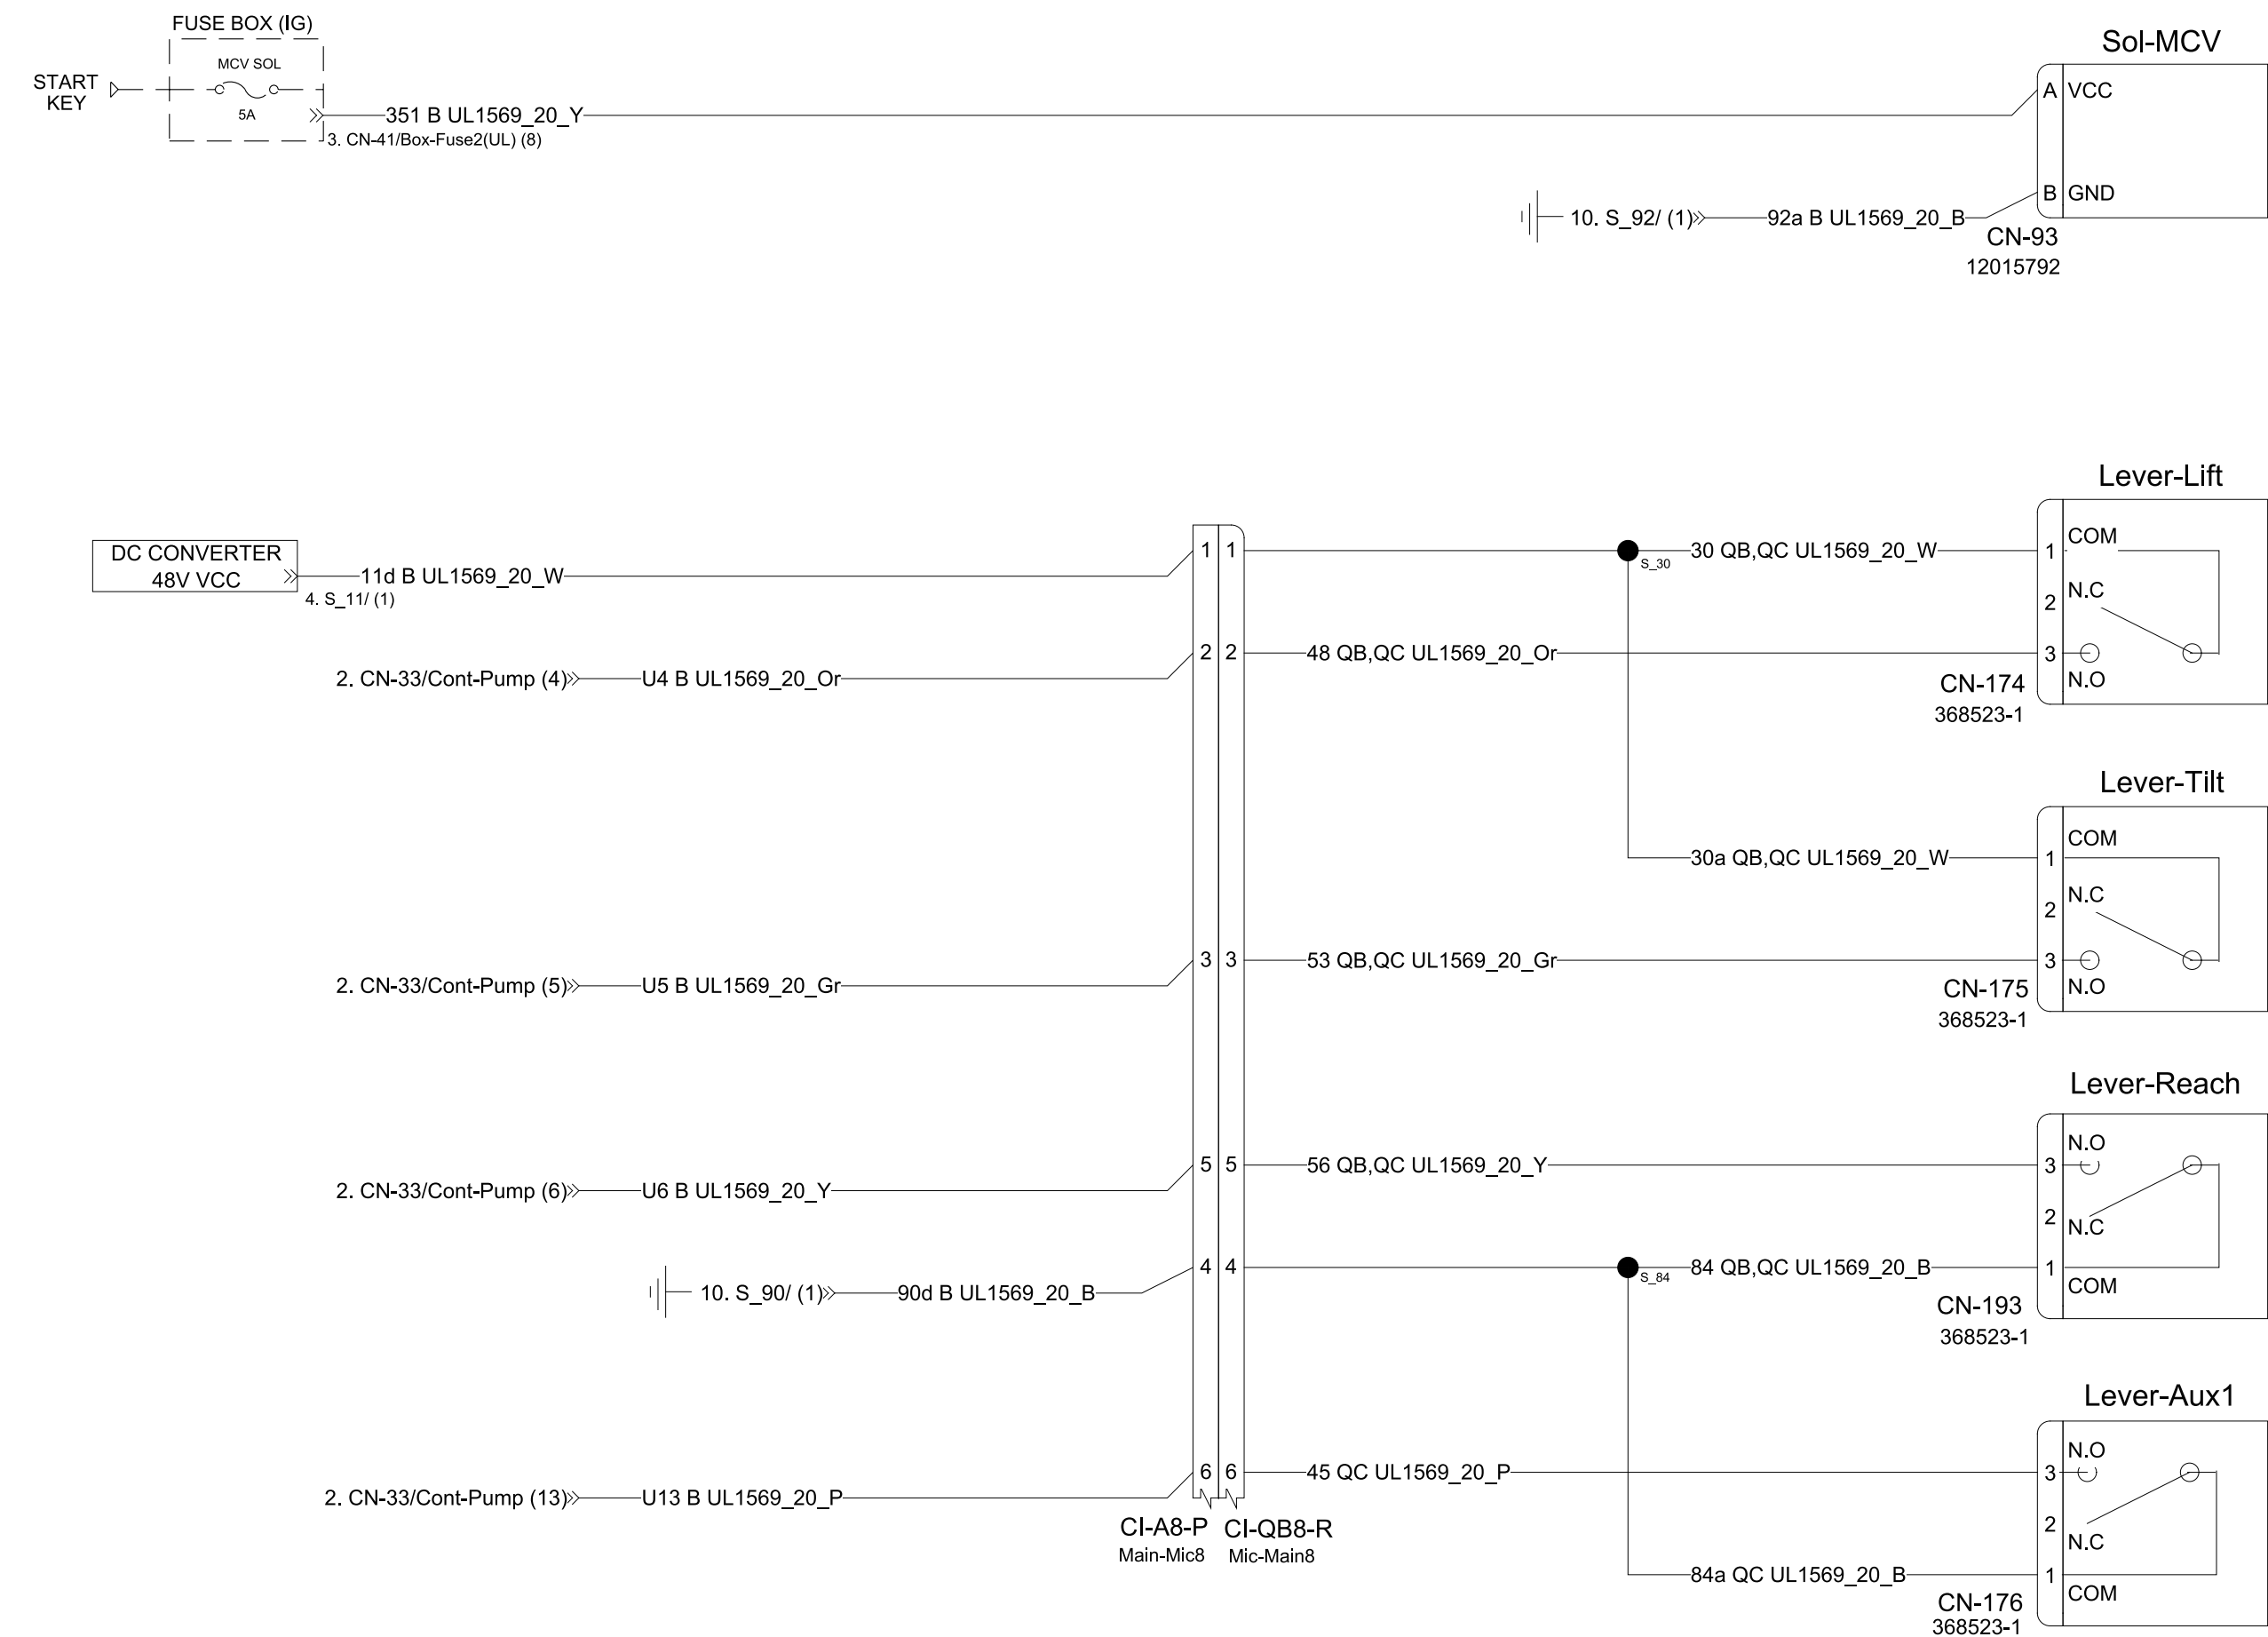 FUSE BOX (IG)
MCV SOL
START
KEY
5A
351 B UL1569_20_Y
3. CN-41/Box-Fuse2(UL) (8)
Sol-MCV
A VCC
B GND
10. S_92/ (1) 92a B UL1569_20_B
CN-93
12015792
DC CONVERTER
48V VCC
11d B UL1569_20_W
4. S_11/ (1)
1 1
S_30
30 QB,QC UL1569_20_W
Lever-Lift
1 COM
2 N.C
3
N.O
CN-174
368523-1
2. CN-33/Cont-Pump (4) U4 B UL1569_20_Or
2 2
48 QB,QC UL1569_20_Or
Lever-Tilt
COM
30a QB,QC UL1569_20_W
1
N.C
2
2. CN-33/Cont-Pump (5) U5 B UL1569_20_Gr
3 3
53 QB,QC UL1569_20_Gr
3
N.O
CN-175
368523-1
Lever-Reach
N.O
2. CN-33/Cont-Pump (6) U6 B UL1569_20_Y
5 5
56 QB,QC UL1569_20_Y
3
2
N.C
10. S_90/ (1) 90d B UL1569_20_B
4 4
S_84
84 QB,QC UL1569_20_B
1
COM
CN-193
368523-1
Lever-Aux1
N.O
2. CN-33/Cont-Pump (13) U13 B UL1569_20_P
6 6
45 QC UL1569_20_P
3
2
N.C
CI-A8-P CI-QB8-R
Main-Mic8 Mic-Main8
84a QC UL1569_20_B
1
COM
CN-176
368523-1